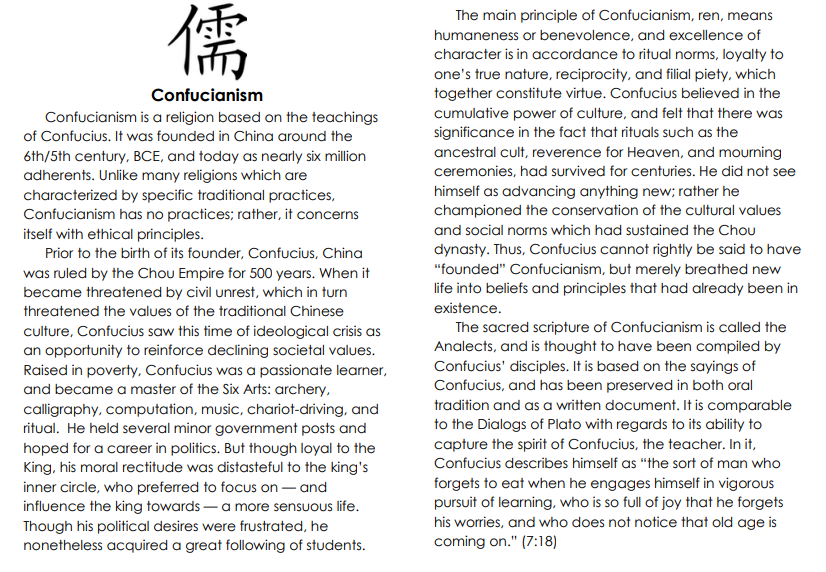 儒
Confucianism
Confucianism is a religion based on the teachings
of Confucius. It was founded in China around the
6th/5th century, BCE, and today as nearly six million
adherents. Unlike many religions which are
characterized by specific traditional practices,
Confucianism has no practices; rather, it concerns
itself with ethical principles.
Prior to the birth of its founder, Confucius, China
was ruled by the Chou Empire for 500 years. When it
became threatened by civil unrest, which in turn
threatened the values of the traditional Chinese
culture, Confucius saw this time of ideological crisis as
an opportunity to reinforce declining societal values.
Raised in poverty, Confucius was a passionate learner,
and became a master of the Six Arts: archery,
calligraphy, computation, music, chariot-driving, and
ritual.  He held several minor government posts and
hoped for a career in politics. But though loyal to the
King, his moral rectitude was distasteful to the king’s
inner circle, who preferred to focus on — and
influence the king towards — a more sensuous life.
Though his political desires were frustrated, he
nonetheless acquired a great following of students.
The main principle of Confucianism, ren, means
humaneness or benevolence, and excellence of
character is in accordance to ritual norms, loyalty to
one’s true nature, reciprocity, and filial piety, which
together constitute virtue. Confucius believed in the
cumulative power of culture, and felt that there was
significance in the fact that rituals such as the
ancestral cult, reverence for Heaven, and mourning
ceremonies, had survived for centuries. He did not see
himself as advancing anything new; rather he
championed the conservation of the cultural values
and social norms which had sustained the Chou
dynasty. Thus, Confucius cannot rightly be said to have
“founded” Confucianism, but merely breathed new
life into beliefs and principles that had already been in
existence.
The sacred scripture of Confucianism is called the
Analects, and is thought to have been compiled by
Confucius’ disciples. It is based on the sayings of
Confucius, and has been preserved in both oral
tradition and as a written document. It is comparable
to the Dialogs of Plato with regards to its ability to
capture the spirit of Confucius, the teacher. In it,
Confucius describes himself as “the sort of man who
forgets to eat when he engages himself in vigorous
pursuit of learning, who is so full of joy that he forgets
his worries, and who does not notice that old age is
coming on.” (7:18)